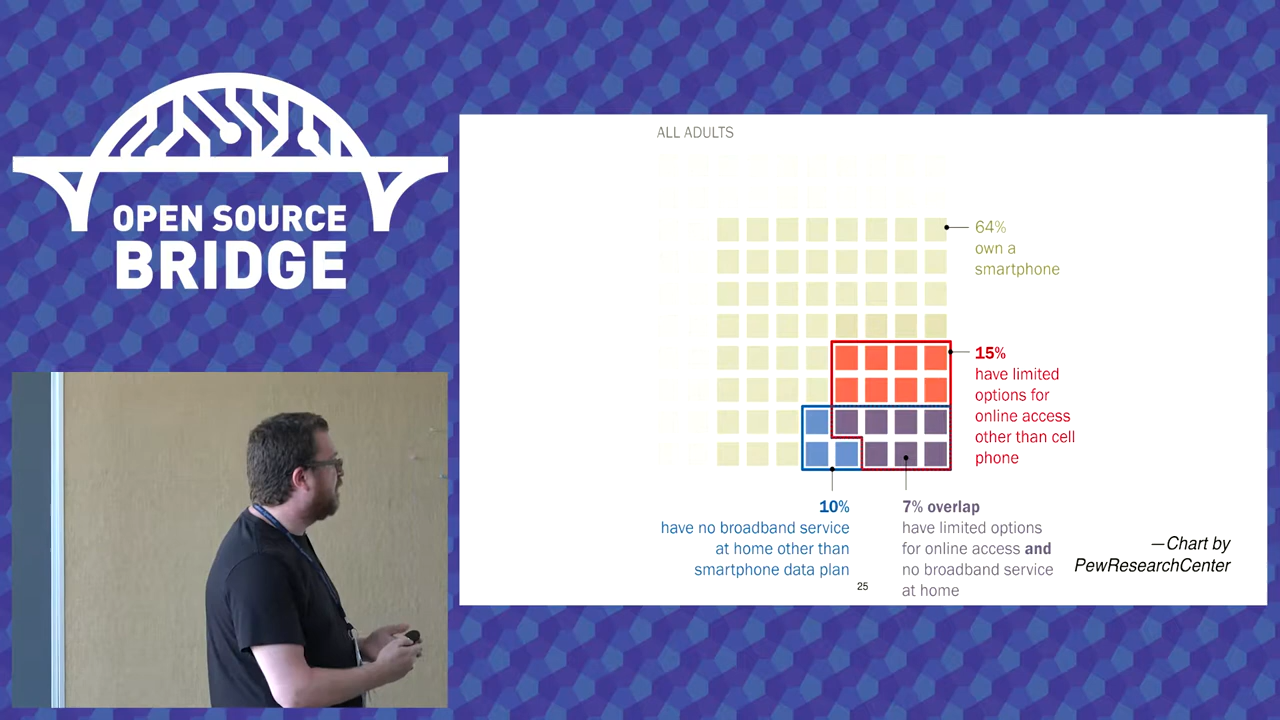 OPEN SOURCE
BRIDGE
ALL ADULTS
64%
own a
smartphone
15%
have limited
options for
online access
other than cell
phone
10%
have no broadband service
at home other than
smartphone data plan
7% overlap
have limited options
for online access and
no broadband service
at home
—Chart by
PewResearchCenter
25